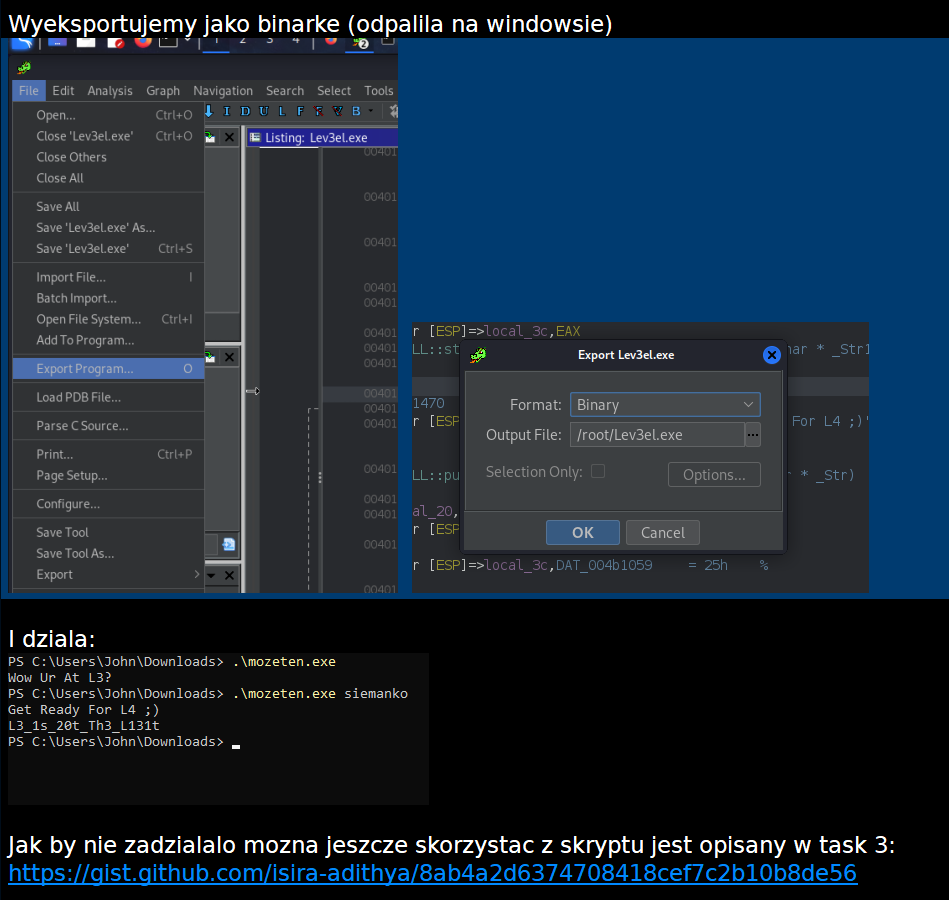 Wyeksportujemy jako binarke (odpalila na windowsie)
1 2 3 4 2
File Edit Analysis Graph Navigation Search Select Tools
Open... Ctrl+O
I D U L F B
Close 'Lev3el.exe' Ctrl+O
Listing: Lev3el.exe
Close Others
00401
Close All
00401
Save All
Save 'Lev3el.exe' As...
00401
Save 'Lev3el.exe' Ctrl+S
Import File... I
00401
Batch Import...
00401
Open File System... Ctrl+I
00401
r [ESP]=>local_3c,EAX
Add To Program...
00401
LL::st
har * _Str1
Export Program... O
00401
Load PDB File...
00401
1470
00401
r [ESP
For L4 ;)"
Parse C Source...
Print... Ctrl+P
00401
LL::pu
r * _Str)
Page Setup...
00401
Configure...
00401
al_20,
Save Tool
r [ESP
Save Tool As...
00401
Export >
r [ESP]=>local_3c,DAT_004b1059 = 25h %
00401
Export Lev3el.exe
Format: Binary
Output File: /root/Lev3el.exe ...
Selection Only: Options...
OK Cancel
I dziala:
PS C:\Users\John\Downloads> .\mozeten.exe
Wow Ur At L3?
PS C:\Users\John\Downloads> .\mozeten.exe siemanko
Get Ready For L4 ;)
L3_1s_20t_Th3_L131t
PS C:\Users\John\Downloads>
Jak by nie zadzialalo mozna jeszcze skorzystac z skryptu jest opisany w task 3:
https://gist.github.com/isira-adithya/8ab4a2d6374708418cef7c2b10b8de56